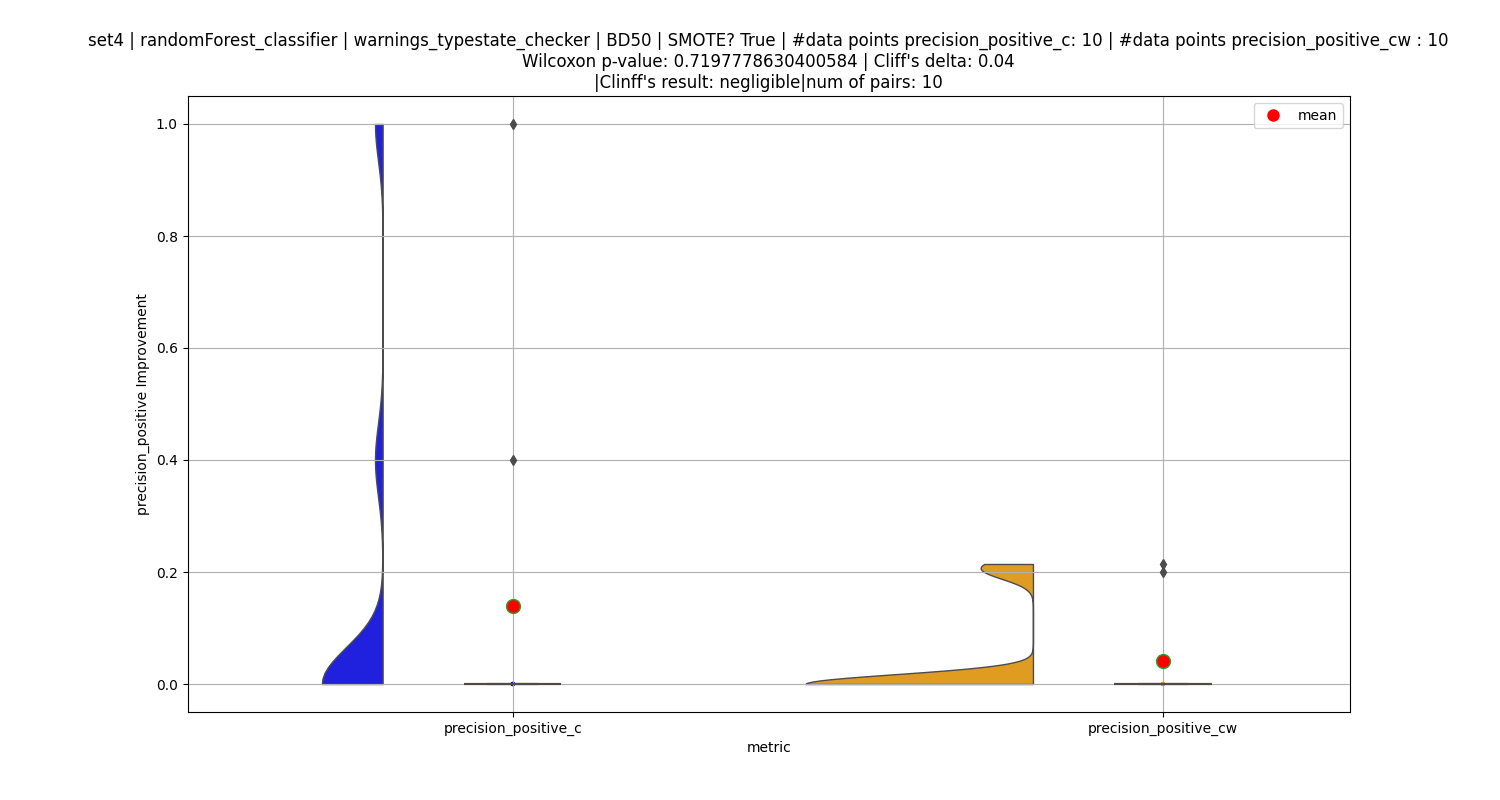 set4 | randomForest_classifier | warnings_typestate_checker | BD50 | SMOTE? True | #data points precision_positive_c: 10 | #data points precision_positive_cw : 10
Wilcoxon p-value: 0.7197778630400584 | Cliff's delta: 0.04
|Clinff's result: negligible|num of pairs: 10
mean
1.0
0.8
0.6
0.4
0.2
0.0
precision_positive Improvement
precision_positive_c
precision_positive_cw
metric